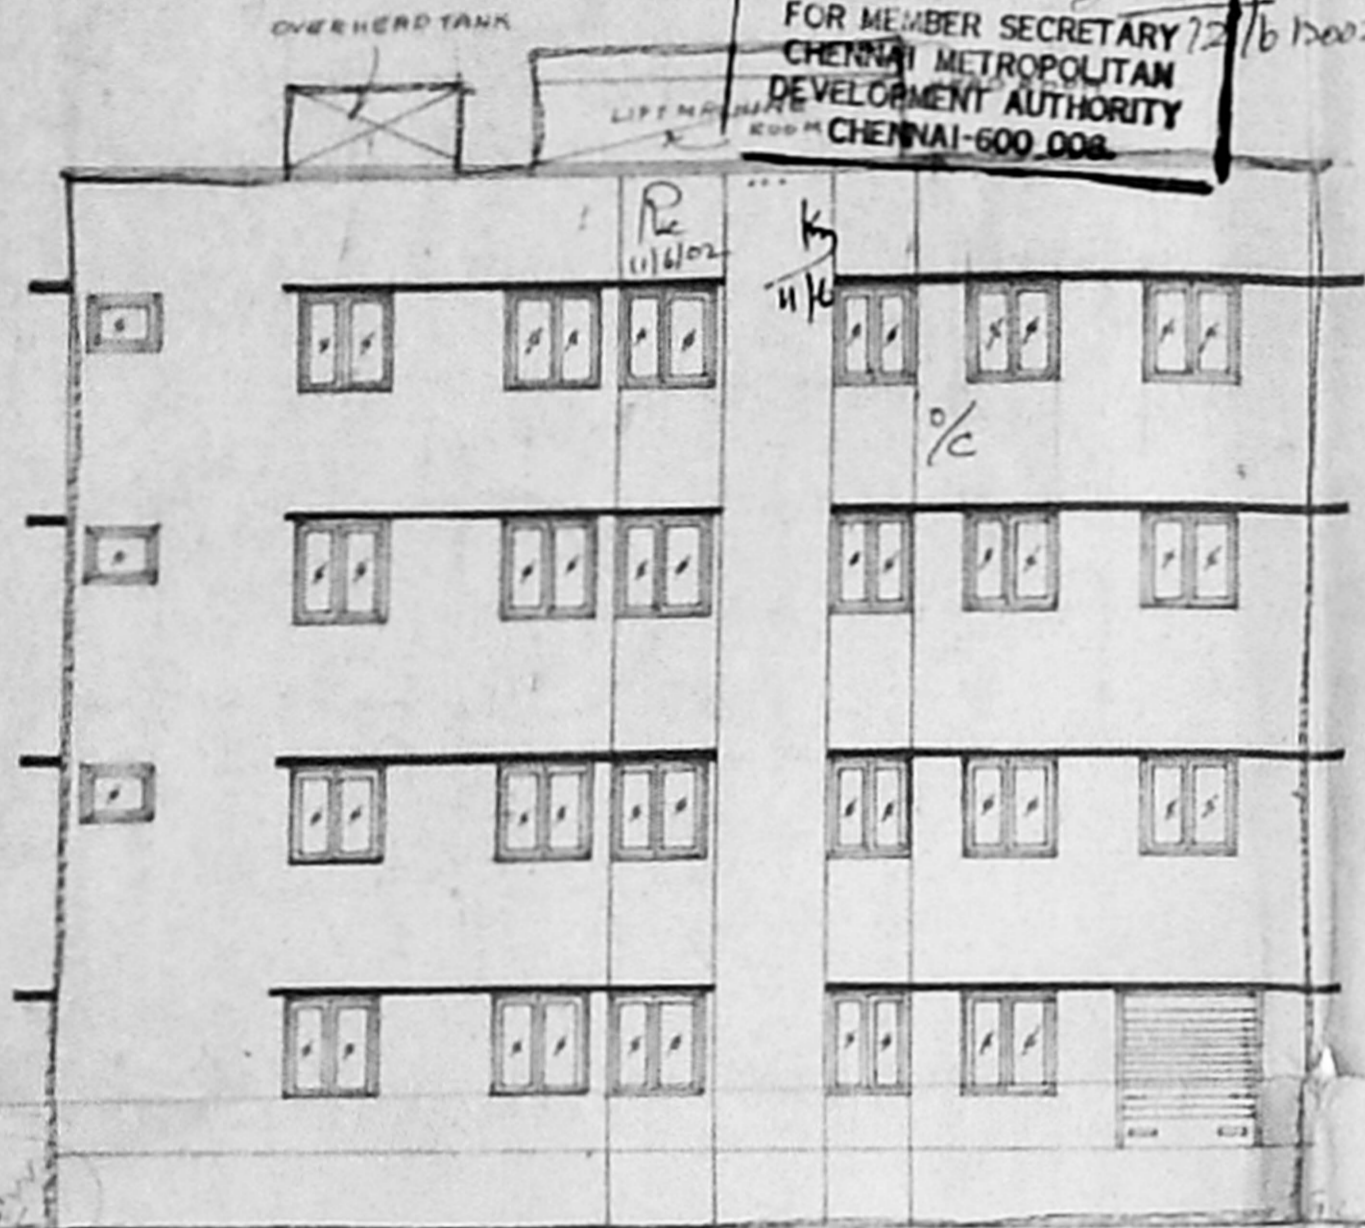 OVERHEAD TANK
FOR MEMBER SECRETARY
CHENNAI METROPOLITAN
DEVELOPMENT AUTHORITY
CHENNAI-600 008.
LIFT MACHINE
ROOM
11/6/02
11/6
O/C